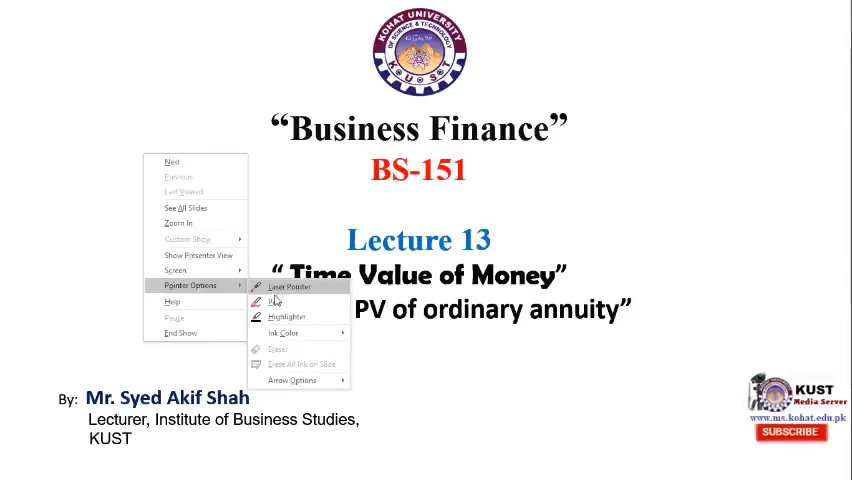 KOHAT UNIVERSITY
OF SCIENCE & TECHNOLOGY
K U S T
“Business Finance”
BS-151
Lecture 13
“ Time Value of Money”
PV of ordinary annuity”
Next
Previous
Last Viewed
See All Slides
Zoom In
Custom Show
Show Presenter View
Screen
Pointer Options
Help
Pause
End Show
Laser Pointer
Highlighter
Ink Color
Eraser
Erase All Ink on Slide
Arrow Options
By: Mr. Syed Akif Shah
Lecturer, Institute of Business Studies,
KUST
KUST
Media Server
www.ms.kohat.edu.pk
SUBSCRIBE